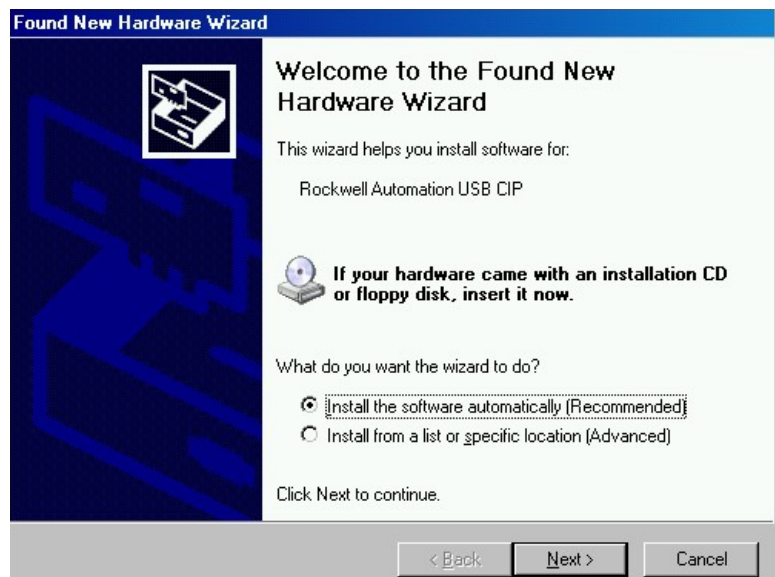 Found New Hardware Wizard
Welcome to the Found New
Hardware Wizard
This wizard helps you install software for:
Rockwell Automation USB CIP
If your hardware came with an installation CD
or floppy disk, insert it now.
What do you want the wizard to do?
Install the software automatically (Recommended)
Install from a list or specific location (Advanced)
Click Next to continue.
< Back Next > Cancel